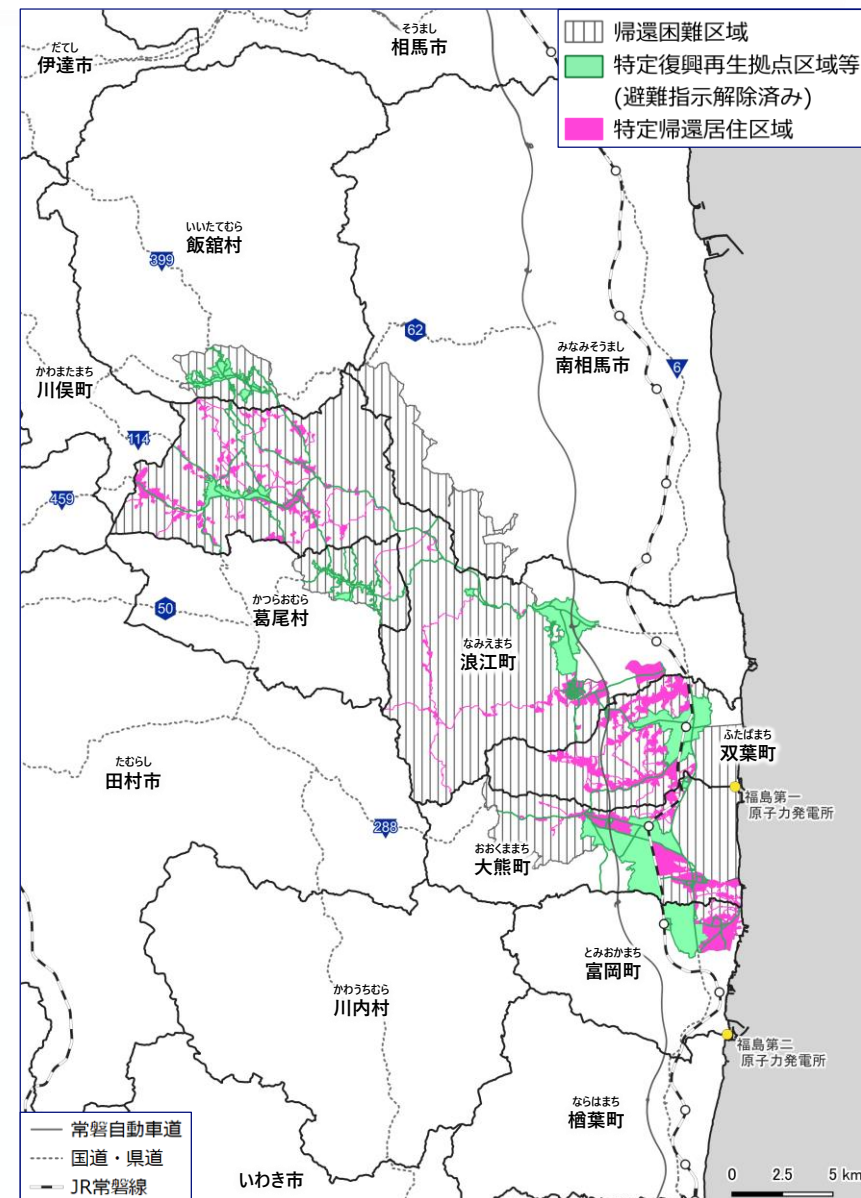 帰還困難区域
特定復興再生拠点区域等
(避難指示解除済み)
特定帰還居住区域
だてし
伊達市
そうまし
相馬市
いいたてむら
飯舘村
399
62
みなみそうまし
南相馬市
6
かわまたまち
川俣町
114
459
かつらおむら
葛尾村
50
なみえまち
浪江町
ふたばまち
双葉町
たむらし
田村市
福島第一
原子力発電所
288
おおくままち
大熊町
とみおかまち
富岡町
かわうちむら
川内村
福島第二
原子力発電所
ならはまち
楢葉町
常磐自動車道
国道・県道
JR常磐線
いわき市
0 2.5 5 km